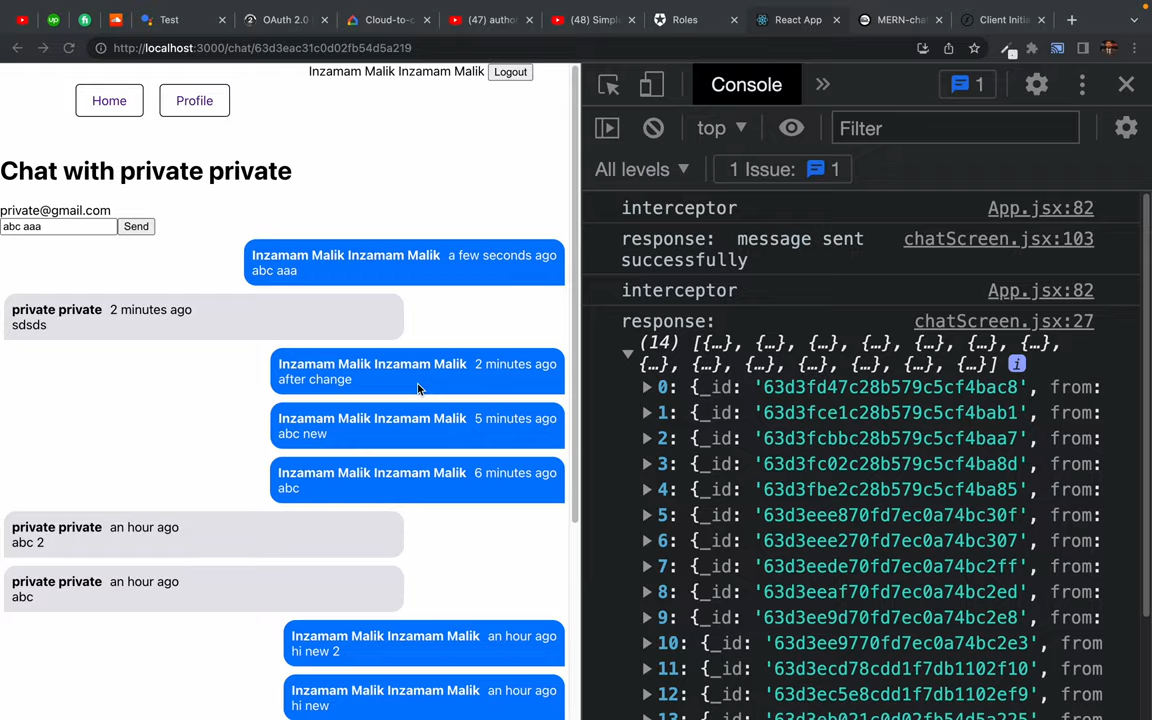 Test
OAuth 2.0
Cloud-to-c
(47) autho
(48) Simple
Roles
React App
MERN-cha
Client Initia
http://localhost:3000/chat/63d3eac31c0d02fb54d5a219
Inzamam Malik Inzamam Malik Logout
Home Profile
Chat with private private
private@gmail.com
abc aaa Send
Inzamam Malik Inzamam Malik a few seconds ago
abc aaa
private private 2 minutes ago
sdsds
Inzamam Malik Inzamam Malik 2 minutes ago
after change
Inzamam Malik Inzamam Malik 5 minutes ago
abc new
Inzamam Malik Inzamam Malik 6 minutes ago
abc
private private an hour ago
abc 2
private private an hour ago
abc
Inzamam Malik Inzamam Malik an hour ago
hi new 2
Inzamam Malik Inzamam Malik an hour ago
hi new
Console » 1
top Filter
All levels 1 Issue: 1
interceptor App.jsx:82
response: message sent chatScreen.jsx:103
successfully
interceptor App.jsx:82
response: chatScreen.jsx:27
(14) [{…}, {…}, {…}, {…}, {…}, {…}, {…},
{…}, {…}, {…}, {…}, {…}, {…}, {…}] i
0: {_id: '63d3fd47c28b579c5cf4bac8', from:
1: {_id: '63d3fce1c28b579c5cf4bab1', from:
2: {_id: '63d3fcbbc28b579c5cf4baa7', from:
3: {_id: '63d3fc02c28b579c5cf4ba8d', from:
4: {_id: '63d3fbe2c28b579c5cf4ba85', from:
5: {_id: '63d3eee870fd7ec0a74bc30f', from:
6: {_id: '63d3eee270fd7ec0a74bc307', from:
7: {_id: '63d3eede70fd7ec0a74bc2ff', from:
8: {_id: '63d3eeaf70fd7ec0a74bc2ed', from:
9: {_id: '63d3ee9d70fd7ec0a74bc2e8', from:
10: {_id: '63d3ee9770fd7ec0a74bc2e3', from
11: {_id: '63d3ecd78cdd1f7db1102f10', from
12: {_id: '63d3ec5e8cdd1f7db1102ef9', from
13: {_id: '63d3eb021c0d02fb54d5a225', from